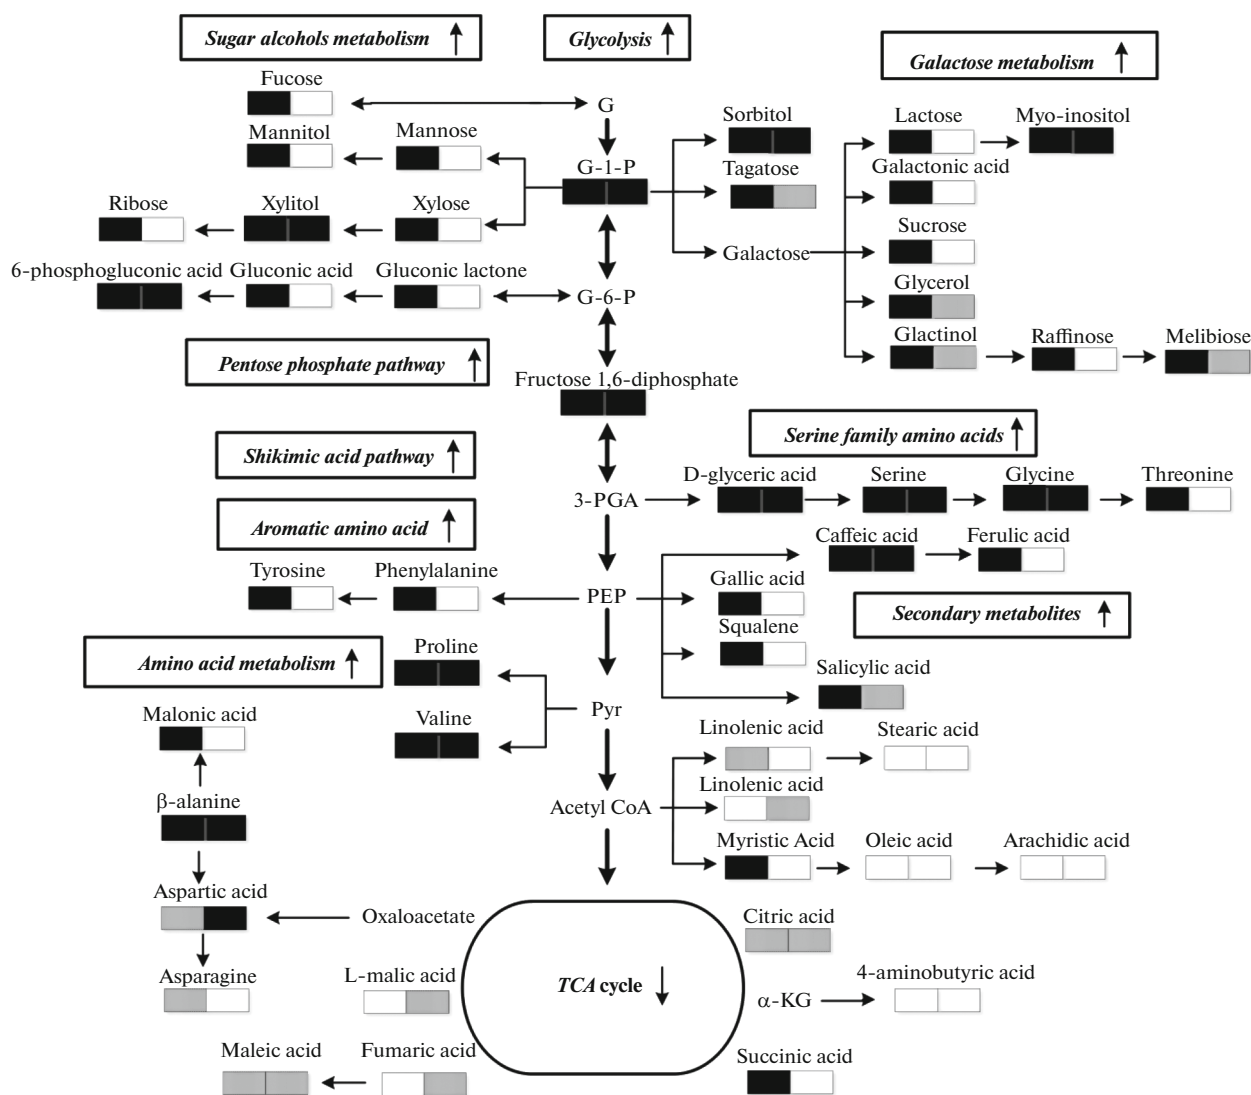 Sugar alcohols metabolism
Glycolysis
Galactose metabolism
Fucose
G
Mannitol
Mannose
G-1-P
Sorbitol
Tagatose
Galactose
Lactose
Myo-inositol
Galactonic acid
Sucrose
Glycerol
Glactinol
Raffinose
Melibiose
Ribose
Xylitol
Xylose
6-phosphogluconic acid
Gluconic acid
Gluconic lactone
G-6-P
Pentose phosphate pathway
Fructose 1,6-diphosphate
Shikimic acid pathway
Serine family amino acids
3-PGA
D-glyceric acid
Serine
Glycine
Threonine
Aromatic amino acid
Caffeic acid
Ferulic acid
Tyrosine
Phenylalanine
PEP
Gallic acid
Squalene
Secondary metabolites
Salicylic acid
Amino acid metabolism
Proline
Valine
Pyr
Malonic acid
β-alanine
Linolenic acid
Stearic acid
Linolenic acid
Acetyl CoA
Myristic Acid
Oleic acid
Arachidic acid
Aspartic acid
Oxaloacetate
Citric acid
Asparagine
L-malic acid
TCA cycle
α-KG
4-aminobutyric acid
Maleic acid
Fumaric acid
Succinic acid